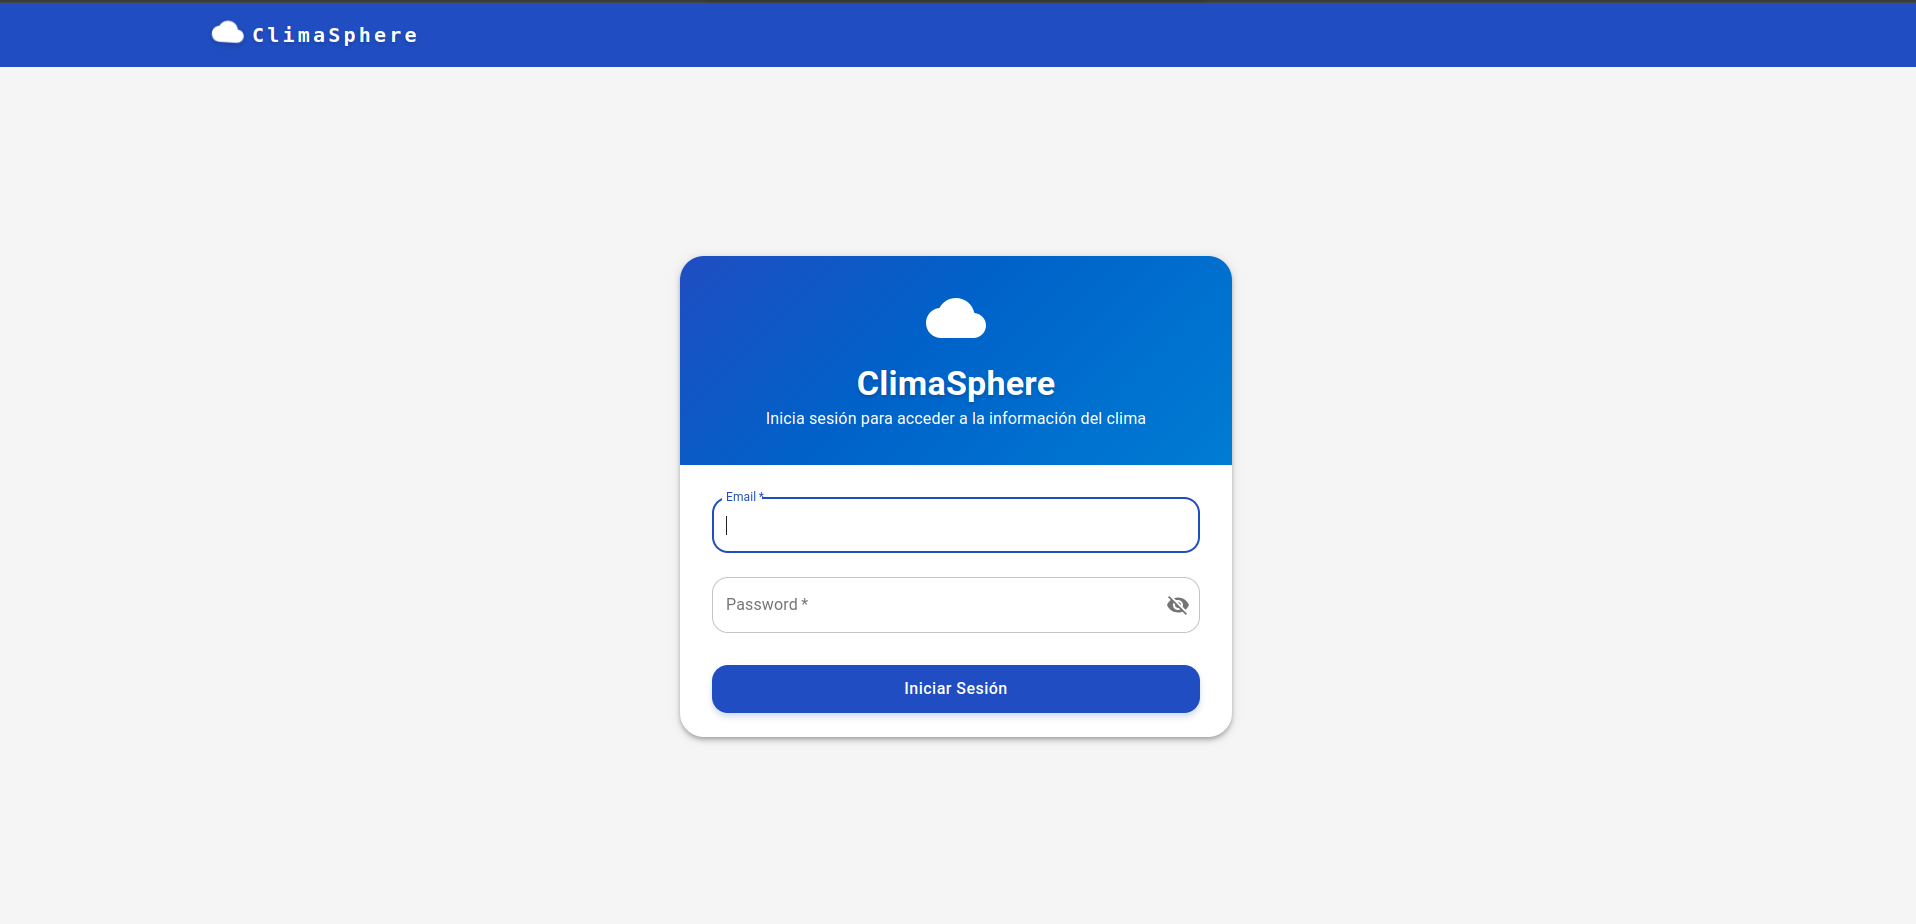 ClimaSphere
ClimaSphere
Inicia sesión para acceder a la información del clima
Email *
Password *
Iniciar Sesión